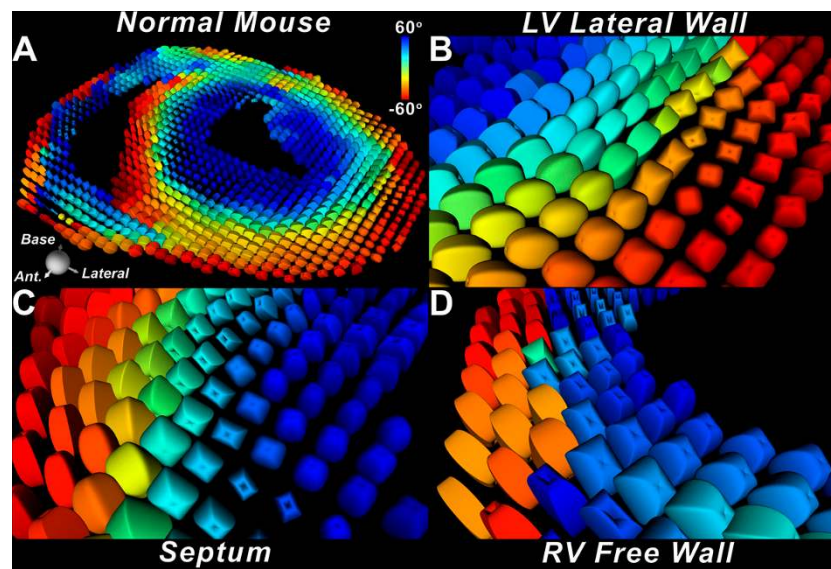 Normal Mouse
LV Lateral Wall
A
60°
-60°
B
Base
Ant.
Lateral
C
D
Septum
RV Free Wall